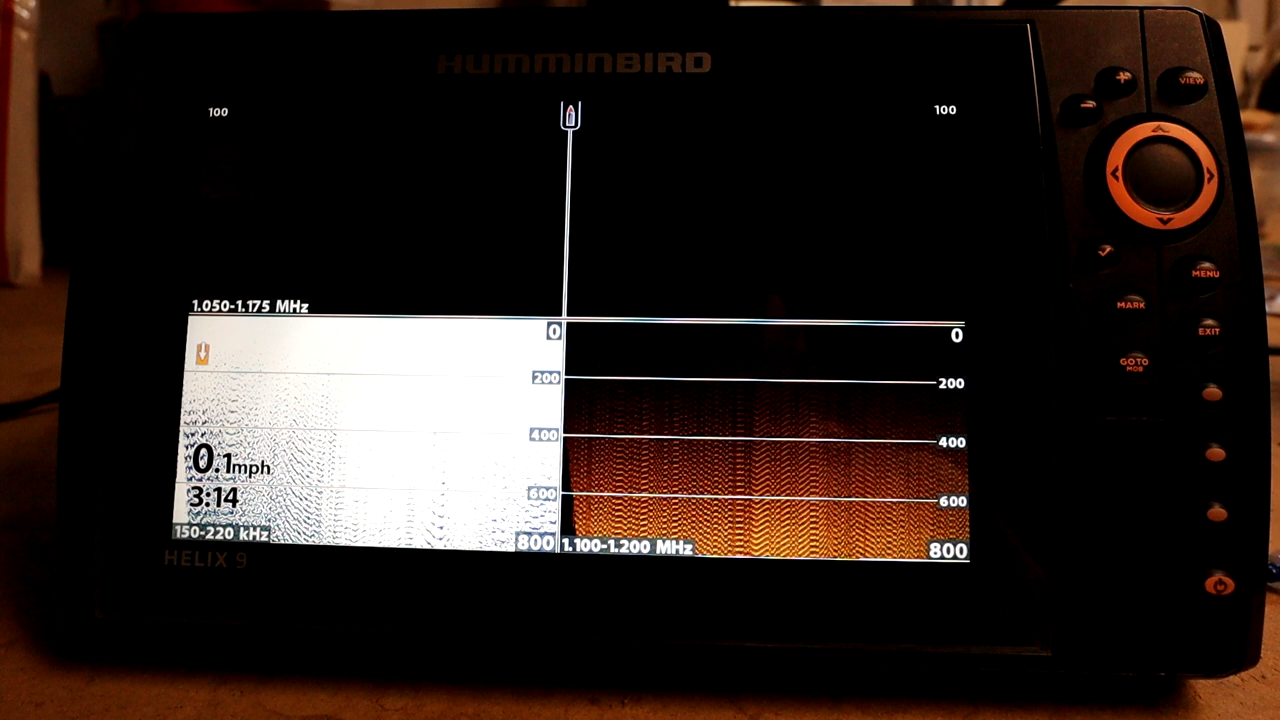 HUMMINBIRD
100
100
1.050-1.175 MHz
0
0
200
200
400
400
0.1mph
600
600
3:14
150-220 kHz
800
1.100-1.200 MHz
800
HELIX 9
+
-
VIEW
MENU
MARK
EXIT
GOTO
MOB